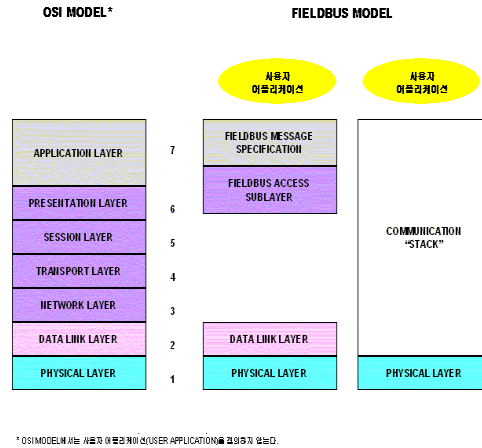 OSI MODEL*
FIELDBUS MODEL
사용자
어플리케이션
사용자
어플리케이션
APPLICATION LAYER
7
FIELDBUS MESSAGE
SPECIFICATION
FIELDBUS ACCESS
SUBLAYER
PRESENTATION LAYER
6
SESSION LAYER
5
COMMUNICATION
“STACK”
TRANSPORT LAYER
4
NETWORK LAYER
3
DATA LINK LAYER
2
DATA LINK LAYER
PHYSICAL LAYER
1
PHYSICAL LAYER
PHYSICAL LAYER
* OSI MODEL에서는 사용자 어플리케이션(USER APPLICATION)을 정의하지 않는다.